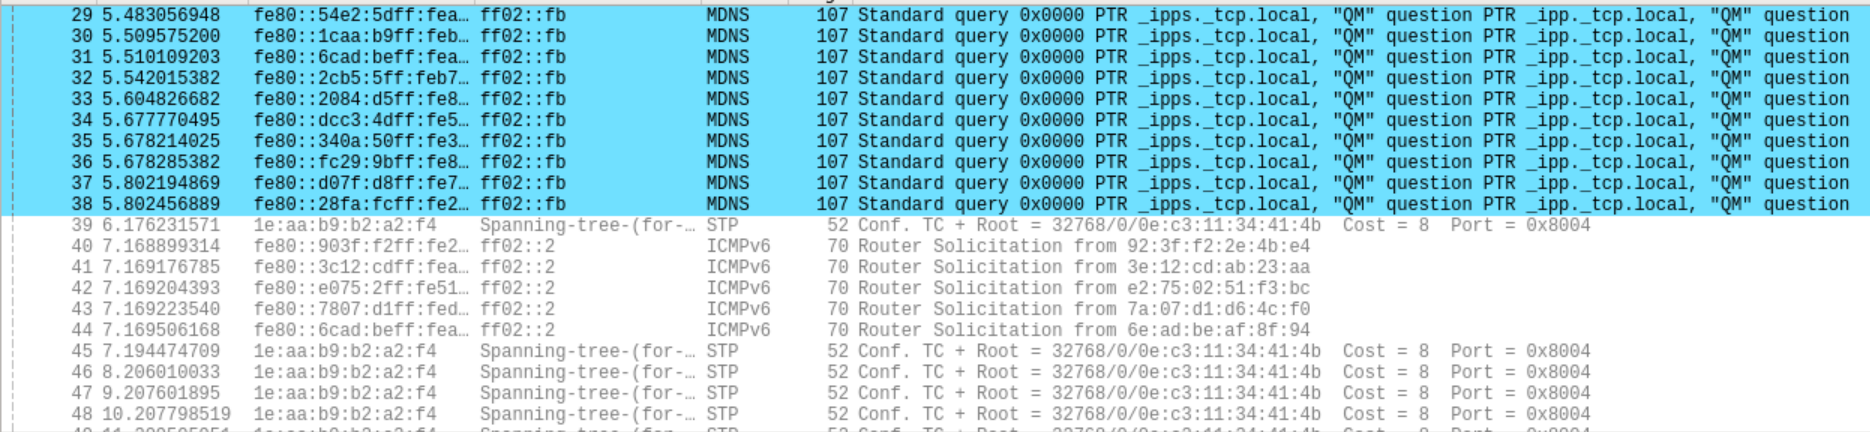 29 5.483056948 fe80::54e2:5dff:fea… ff02::fb MDNS 107 Standard query 0x0000 PTR _ipps._tcp.local, "QM" question PTR _ipp._tcp.local, "QM" question
30 5.509575200 fe80::1caa:b9ff:feb… ff02::fb MDNS 107 Standard query 0x0000 PTR _ipps._tcp.local, "QM" question PTR _ipp._tcp.local, "QM" question
31 5.510109203 fe80::6cad:beff:fea… ff02::fb MDNS 107 Standard query 0x0000 PTR _ipps._tcp.local, "QM" question PTR _ipp._tcp.local, "QM" question
32 5.542015382 fe80::2cb5:5ff:feb7… ff02::fb MDNS 107 Standard query 0x0000 PTR _ipps._tcp.local, "QM" question PTR _ipp._tcp.local, "QM" question
33 5.604826682 fe80::2084:d5ff:fe8… ff02::fb MDNS 107 Standard query 0x0000 PTR _ipps._tcp.local, "QM" question PTR _ipp._tcp.local, "QM" question
34 5.677770495 fe80::dcc3:4dff:fe5… ff02::fb MDNS 107 Standard query 0x0000 PTR _ipps._tcp.local, "QM" question PTR _ipp._tcp.local, "QM" question
35 5.678214025 fe80::340a:50ff:fe3… ff02::fb MDNS 107 Standard query 0x0000 PTR _ipps._tcp.local, "QM" question PTR _ipp._tcp.local, "QM" question
36 5.678285382 fe80::fc29:9bff:fe8… ff02::fb MDNS 107 Standard query 0x0000 PTR _ipps._tcp.local, "QM" question PTR _ipp._tcp.local, "QM" question
37 5.802194869 fe80::d07f:d8ff:fe7… ff02::fb MDNS 107 Standard query 0x0000 PTR _ipps._tcp.local, "QM" question PTR _ipp._tcp.local, "QM" question
38 5.802456889 fe80::28fa:fcff:fe2… ff02::fb MDNS 107 Standard query 0x0000 PTR _ipps._tcp.local, "QM" question PTR _ipp._tcp.local, "QM" question
39 6.176231571 1e:aa:b9:b2:a2:f4 Spanning-tree-(for-… STP 52 Conf. TC + Root = 32768/0/0e:c3:11:34:41:4b Cost = 8 Port = 0x8004
40 7.168899314 fe80::903f:f2ff:fe2… ff02::2 ICMPv6 70 Router Solicitation from 92:3f:f2:2e:4b:e4
41 7.169176785 fe80::3c12:cdff:fea… ff02::2 ICMPv6 70 Router Solicitation from 3e:12:cd:ab:23:aa
42 7.169204393 fe80::e075:2ff:fe51… ff02::2 ICMPv6 70 Router Solicitation from e2:75:02:51:f3:bc
43 7.169223540 fe80::7807:d1ff:fed… ff02::2 ICMPv6 70 Router Solicitation from 7a:07:d1:d6:4c:f0
44 7.169506168 fe80::6cad:beff:fea… ff02::2 ICMPv6 70 Router Solicitation from 6e:ad:be:af:8f:94
45 7.194474709 1e:aa:b9:b2:a2:f4 Spanning-tree-(for-… STP 52 Conf. TC + Root = 32768/0/0e:c3:11:34:41:4b Cost = 8 Port = 0x8004
46 8.206010033 1e:aa:b9:b2:a2:f4 Spanning-tree-(for-… STP 52 Conf. TC + Root = 32768/0/0e:c3:11:34:41:4b Cost = 8 Port = 0x8004
47 9.207601895 1e:aa:b9:b2:a2:f4 Spanning-tree-(for-… STP 52 Conf. TC + Root = 32768/0/0e:c3:11:34:41:4b Cost = 8 Port = 0x8004
48 10.207798519 1e:aa:b9:b2:a2:f4 Spanning-tree-(for-… STP 52 Conf. TC + Root = 32768/0/0e:c3:11:34:41:4b Cost = 8 Port = 0x8004